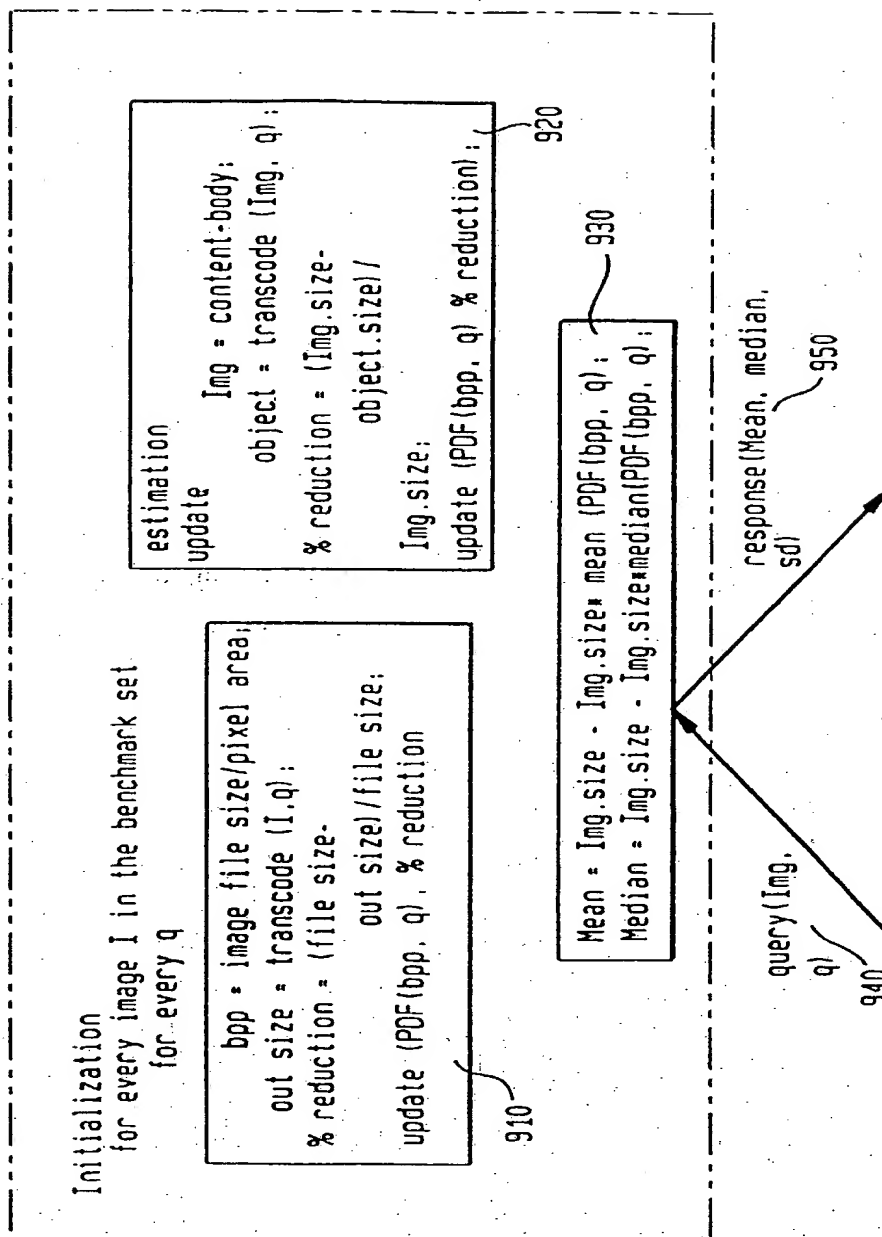 Initialization
for every image I in the benchmark set
for every q
bpp = image file size/pixel area;
out size = transcode (I,q);
% reduction = (file size-
out size)/file size;
update (PDF(bpp, q), % reduction
910
estimation
update
Img = content-body;
object = transcode (Img, q);
% reduction = (Img.size-
object.size)/
Img.size;
update (PDF(bpp, q) % reduction);
920
Mean = Img.size - Img.size* mean (PDF(bpp, q);
Median = Img.size - Img.size*median(PDF(bpp, q);
930
query(Img,
q)
940
response(Mean, median,
sd)
950